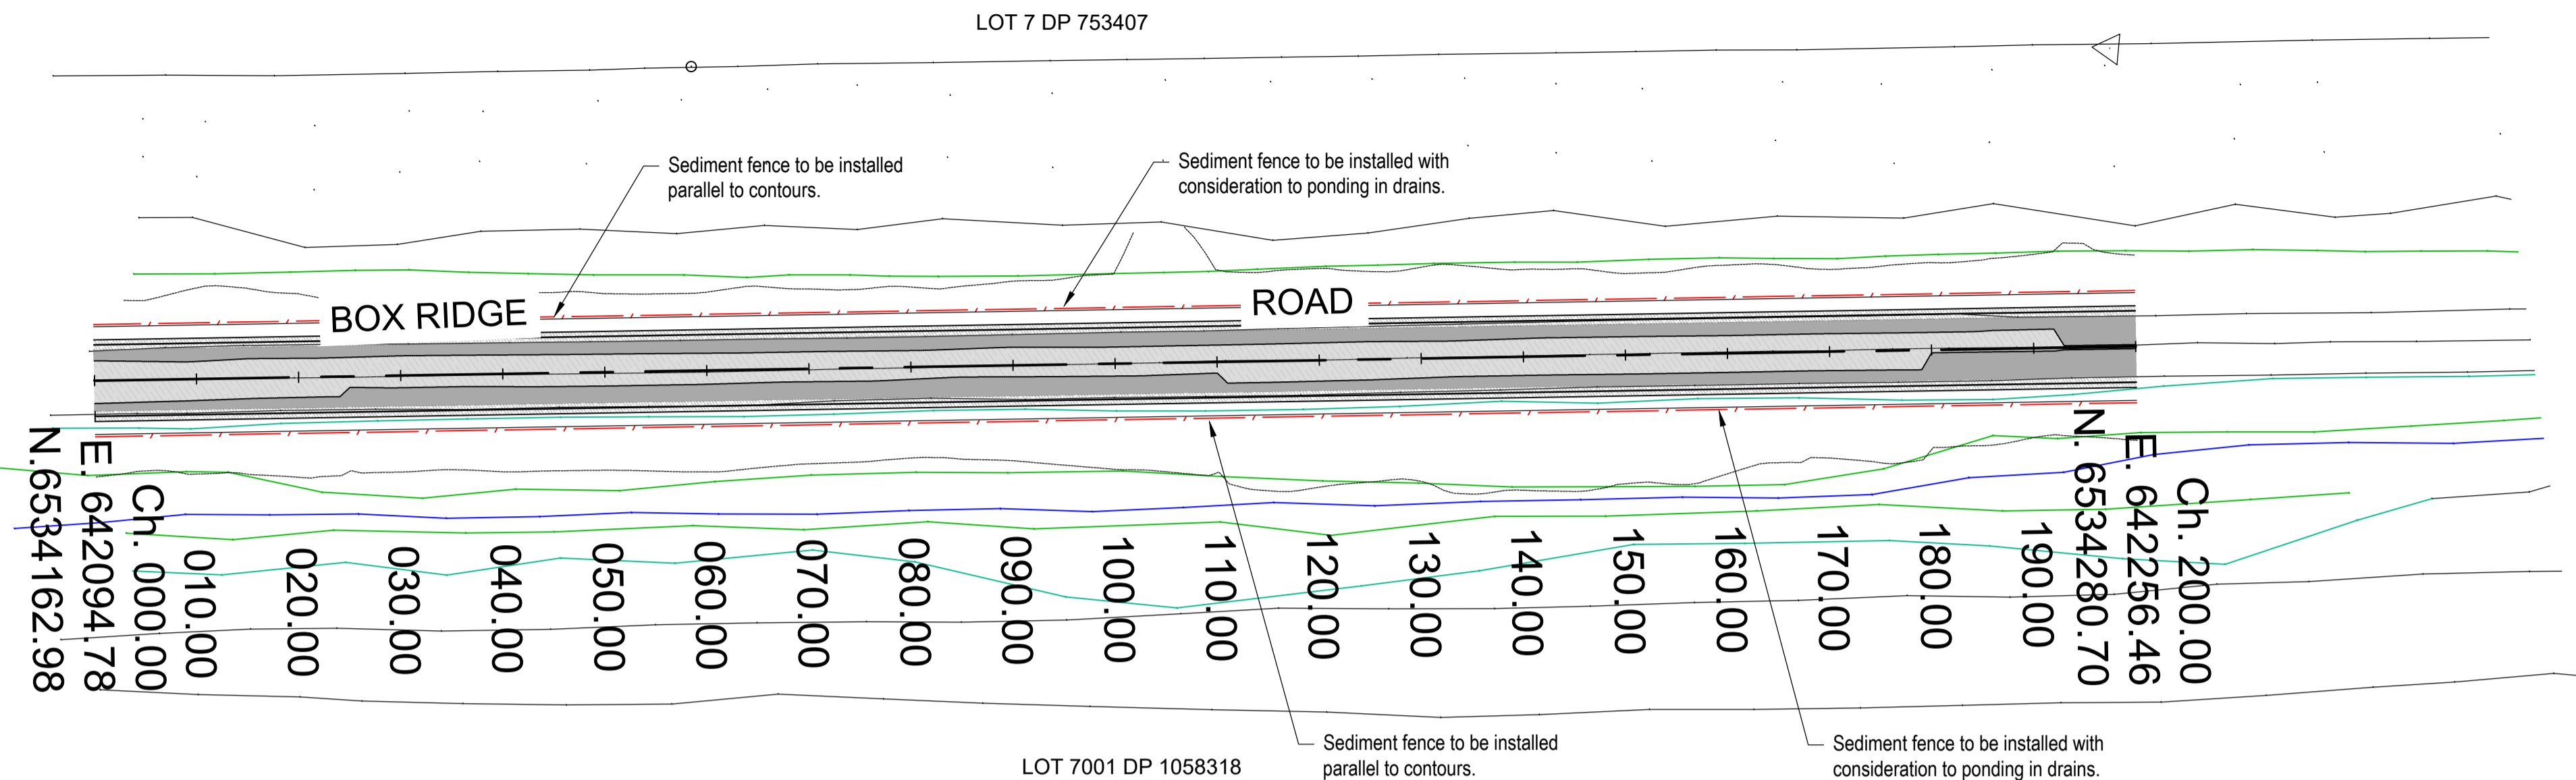 LOT 7 DP 753407
Sediment fence to be installed
parallel to contours.
Sediment fence to be installed with
consideration to ponding in drains.
BOX RIDGE
ROAD
N.6534162.98
E. 642094.78
Ch. 000.00
010.00
020.00
030.00
040.00
050.00
060.00
070.00
080.00
090.00
100.00
110.00
120.00
130.00
140.00
150.00
160.00
170.00
180.00
190.00
N. 6534280.70
E. 642256.46
Ch. 200.00
Sediment fence to be installed
parallel to contours.
Sediment fence to be installed with
consideration to ponding in drains.
LOT 7001 DP 1058318